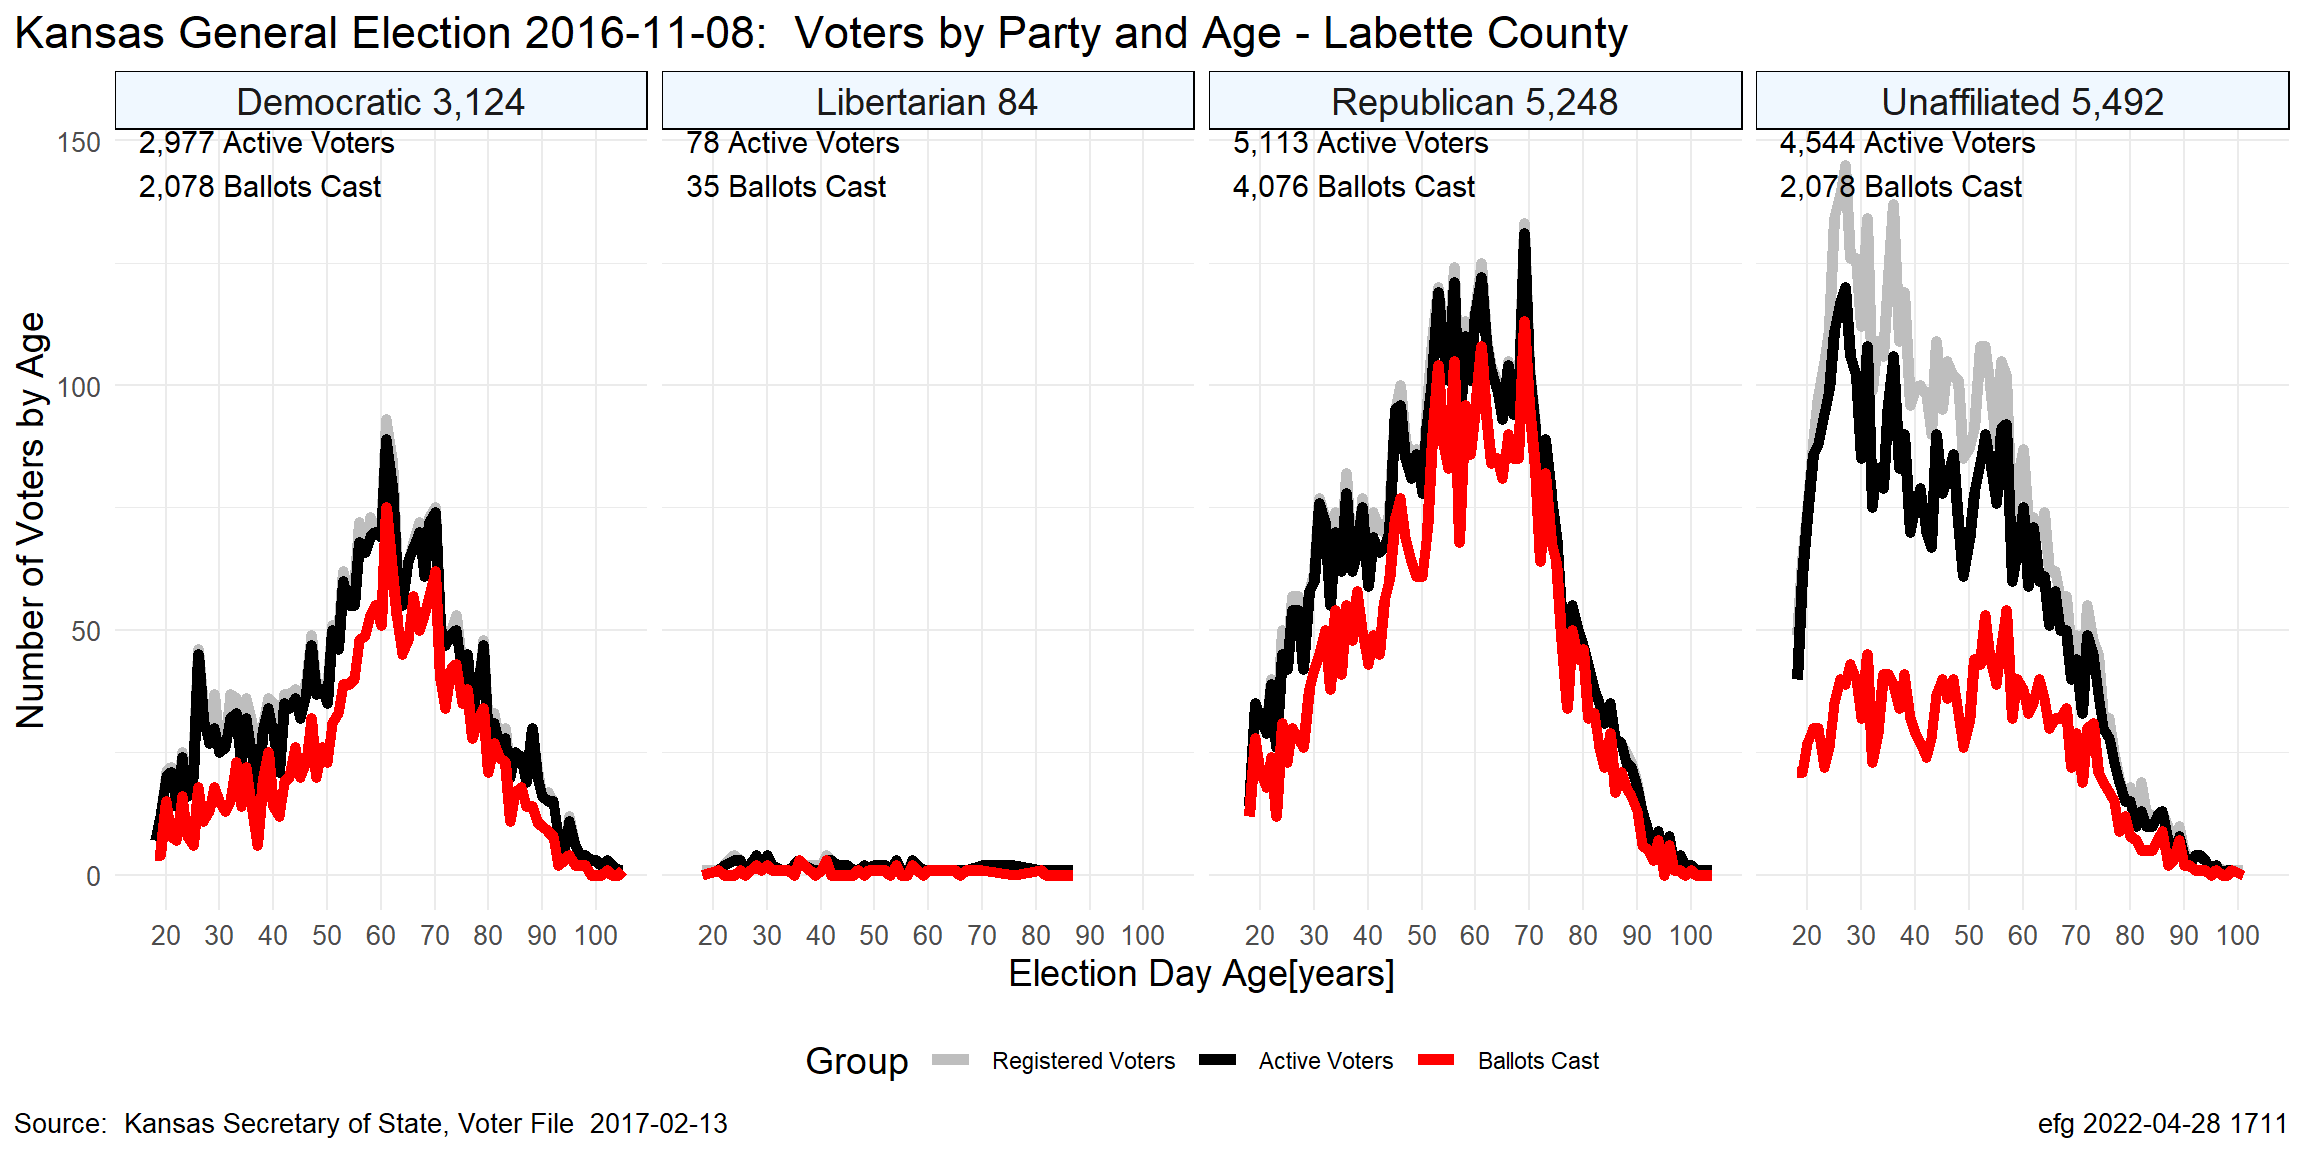 Kansas General Election 2016-11-08:  Voters by Party and Age - Labette County
Democratic 3,124
Libertarian 84
Republican 5,248
Unaffiliated 5,492
2,977 Active Voters
2,078 Ballots Cast
78 Active Voters
35 Ballots Cast
5,113 Active Voters
4,076 Ballots Cast
4,544 Active Voters
2,078 Ballots Cast
Number of Voters by Age
150
100
50
0
20 30 40 50 60 70 80 90 100
20 30 40 50 60 70 80 90 100
20 30 40 50 60 70 80 90 100
20 30 40 50 60 70 80 90 100
Election Day Age[years]
Group Registered Voters Active Voters Ballots Cast
Source:  Kansas Secretary of State, Voter File  2017-02-13
efg 2022-04-28 1711